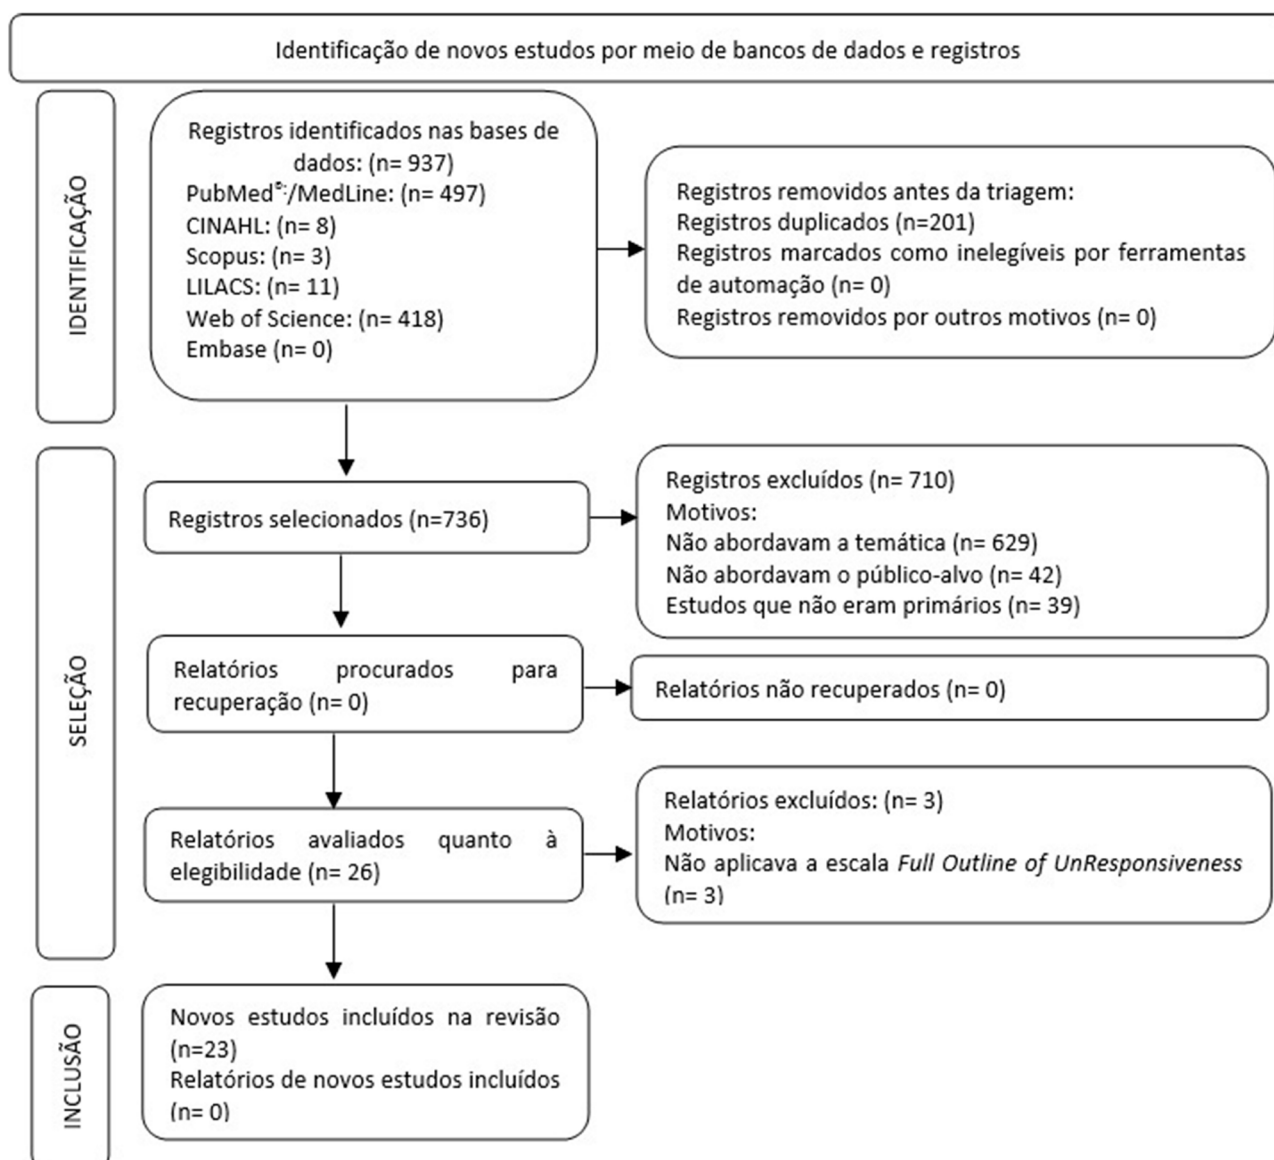 Identificação de novos estudos por meio de bancos de dados e registros
IDENTIFICAÇÃO
Registros identificados nas bases de
dados: (n= 937)
PubMed®:/MedLine: (n= 497)
CINAHL: (n= 8)
Scopus: (n= 3)
LILACS: (n= 11)
Web of Science: (n= 418)
Embase (n= 0)
Registros removidos antes da triagem:
Registros duplicados (n=201)
Registros marcados como inelegíveis por ferramentas
de automação (n= 0)
Registros removidos por outros motivos (n= 0)
SELEÇÃO
Registros selecionados (n=736)
Registros excluídos (n= 710)
Motivos:
Não abordavam a temática (n= 629)
Não abordavam o público-alvo (n= 42)
Estudos que não eram primários (n= 39)
Relatórios procurados para
recuperação (n= 0)
Relatórios não recuperados (n= 0)
Relatórios avaliados quanto à
elegibilidade (n= 26)
Relatórios excluídos: (n= 3)
Motivos:
Não aplicava a escala Full Outline of UnResponsiveness
(n= 3)
INCLUSÃO
Novos estudos incluídos na revisão
(n=23)
Relatórios de novos estudos incluídos
(n= 0)